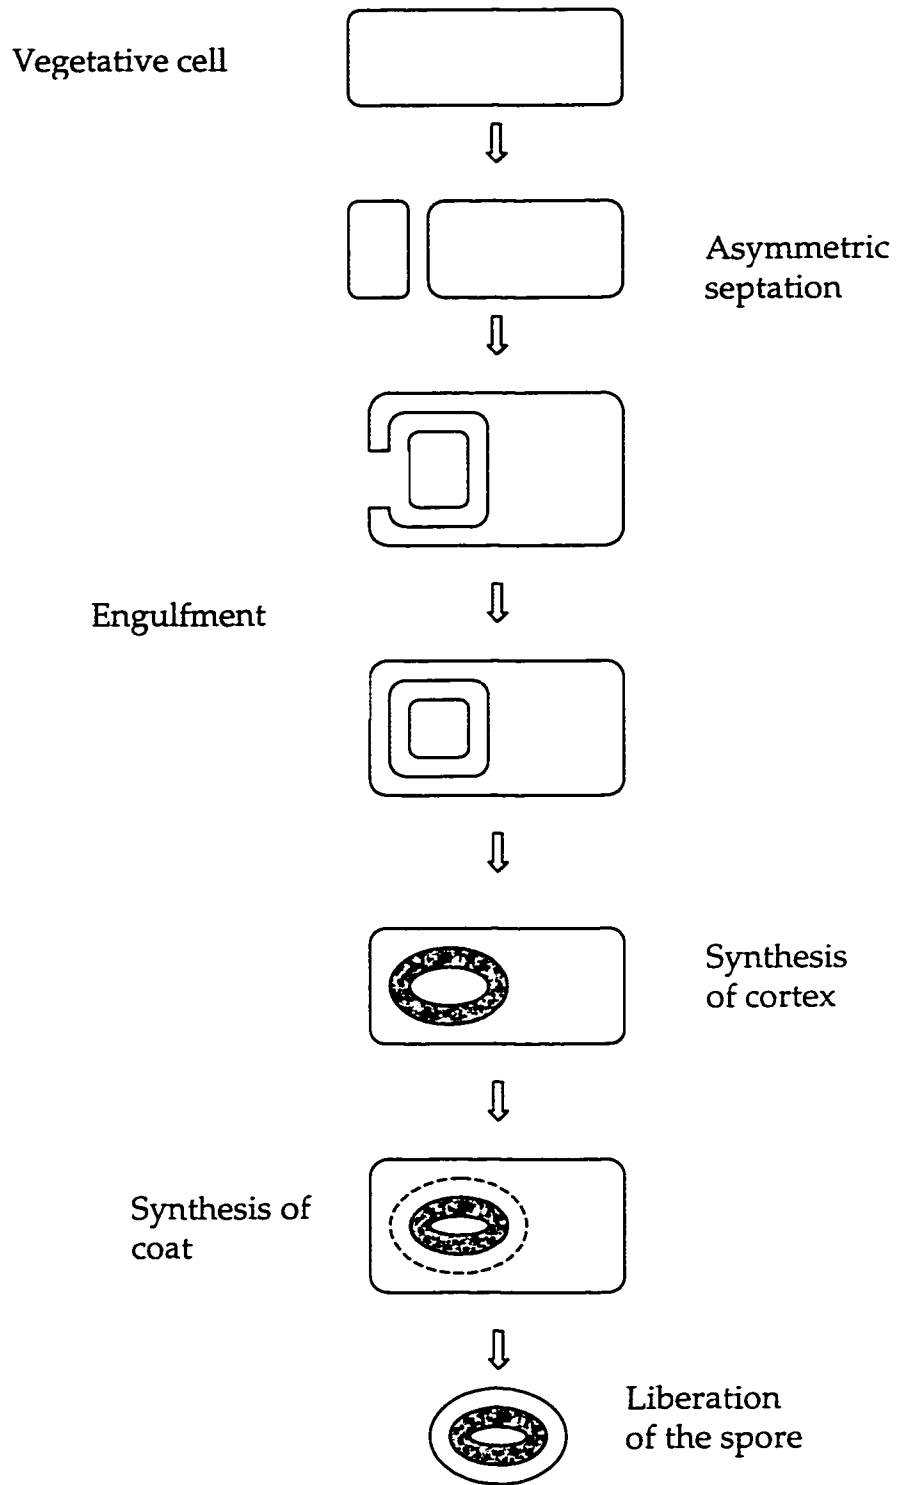 Vegetative cell
Asymmetric
septation
Engulfment
Synthesis
of cortex
Synthesis of
coat
Liberation
of the spore